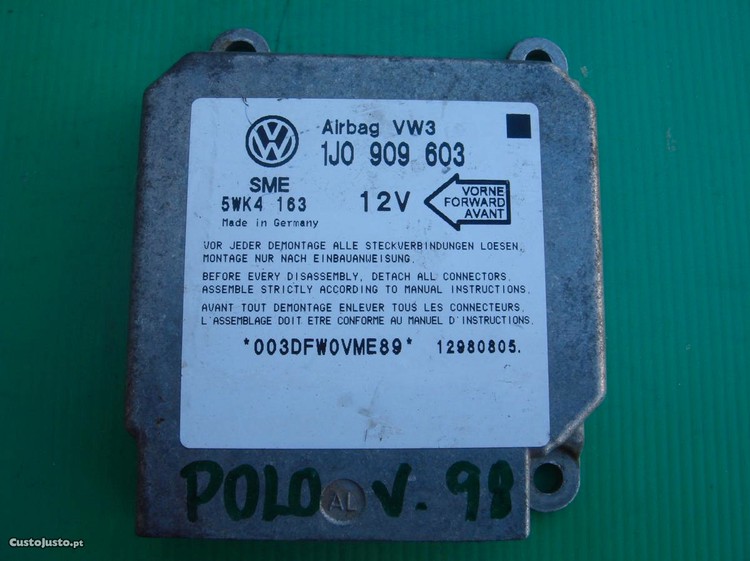 Airbag VW3
1J0 909 603
SME
5WK4 163
12V
VORNE
FORWARD
AVANT
Made in Germany
VOR JEDER DEMONTAGE ALLE STECKVERBINDUNGEN LOESEN.
MONTAGE NUR NACH EINBAUANWEISUNG.
BEFORE EVERY DISASSEMBLY, DETACH ALL CONNECTORS.
ASSEMBLE STRICTLY ACCORDING TO MANUAL INSTRUCTIONS.
AVANT TOUT DEMONTAGE ENLEVER TOUS LES CONNECTEURS.
L'ASSEMBLAGE DOIT ETRE CONFORME AU MANUEL D'INSTRUCTIONS.
*003DFW0VME89* 12980805.
POLO V. 98
AL
CustoJusto.pt